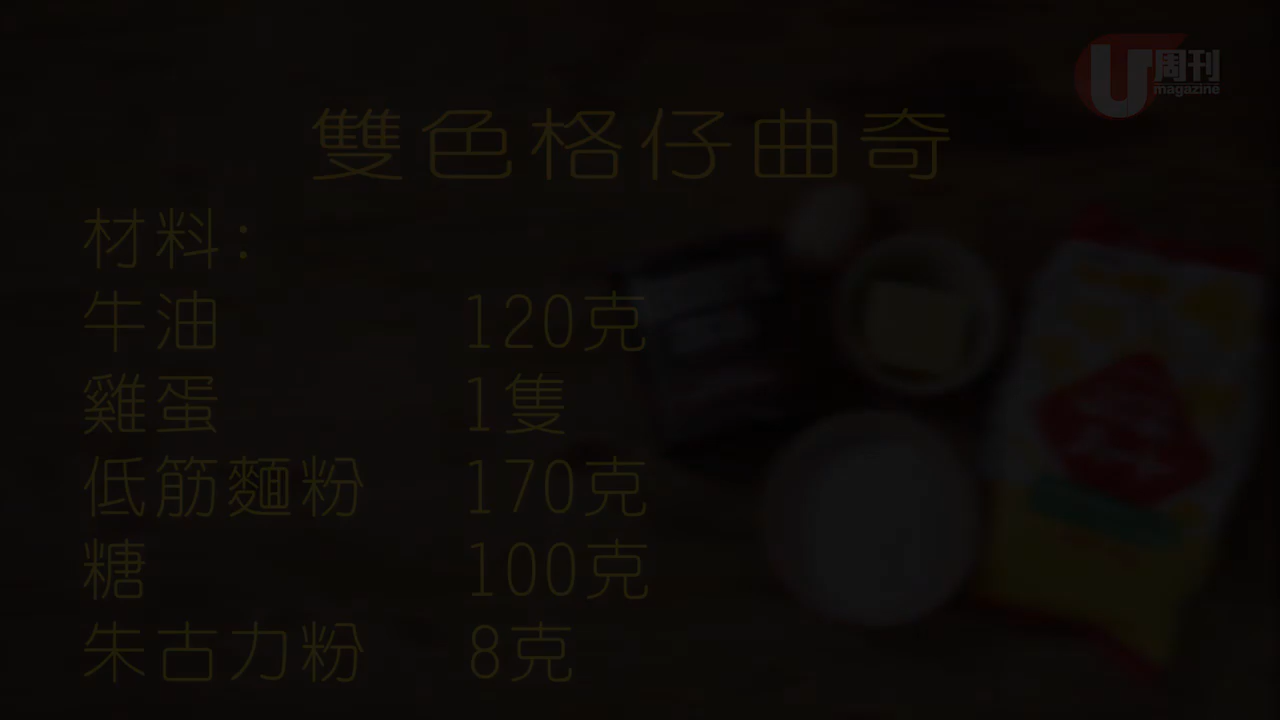 U周刊
magazine
雙色格仔曲奇
材料:
牛油 120克
雞蛋 1隻
低筋麵粉 170克
糖 100克
朱古力粉 8克